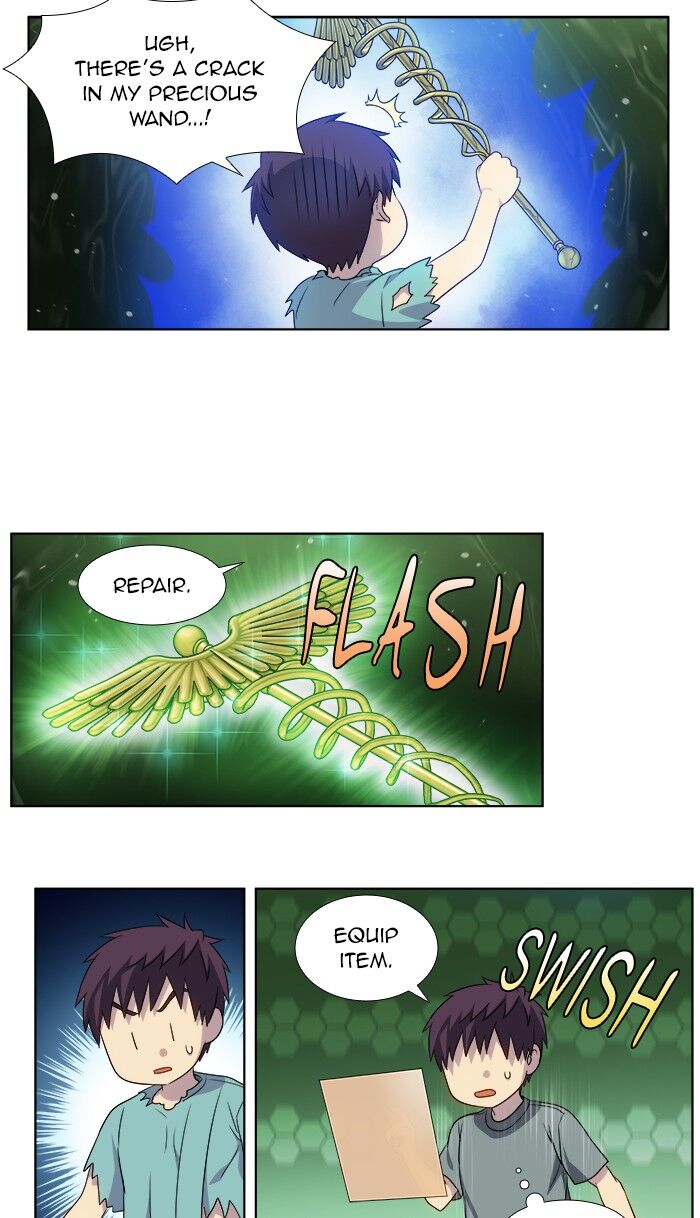 UGH,
THERE'S A CRACK
IN MY PRECIOUS
WAND...!
REPAIR.
FLASH
EQUIP
ITEM.
SWISH